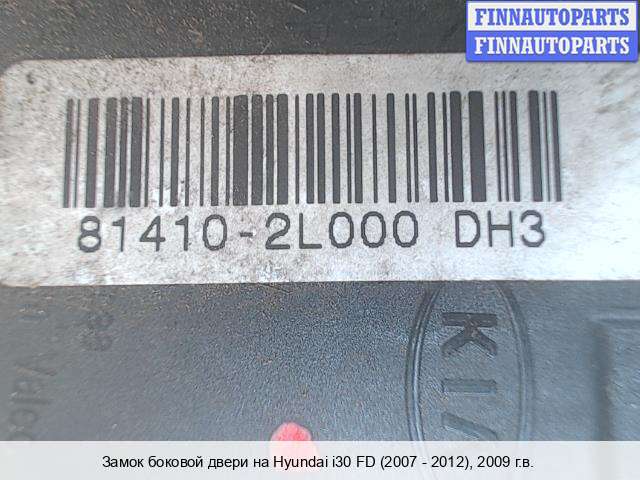 FINNAUTOPARTS
FINNAUTOPARTS
81410-2L000 DH3
KIA
Замок боковой двери на Hyundai i30 FD (2007 - 2012), 2009 г.в.